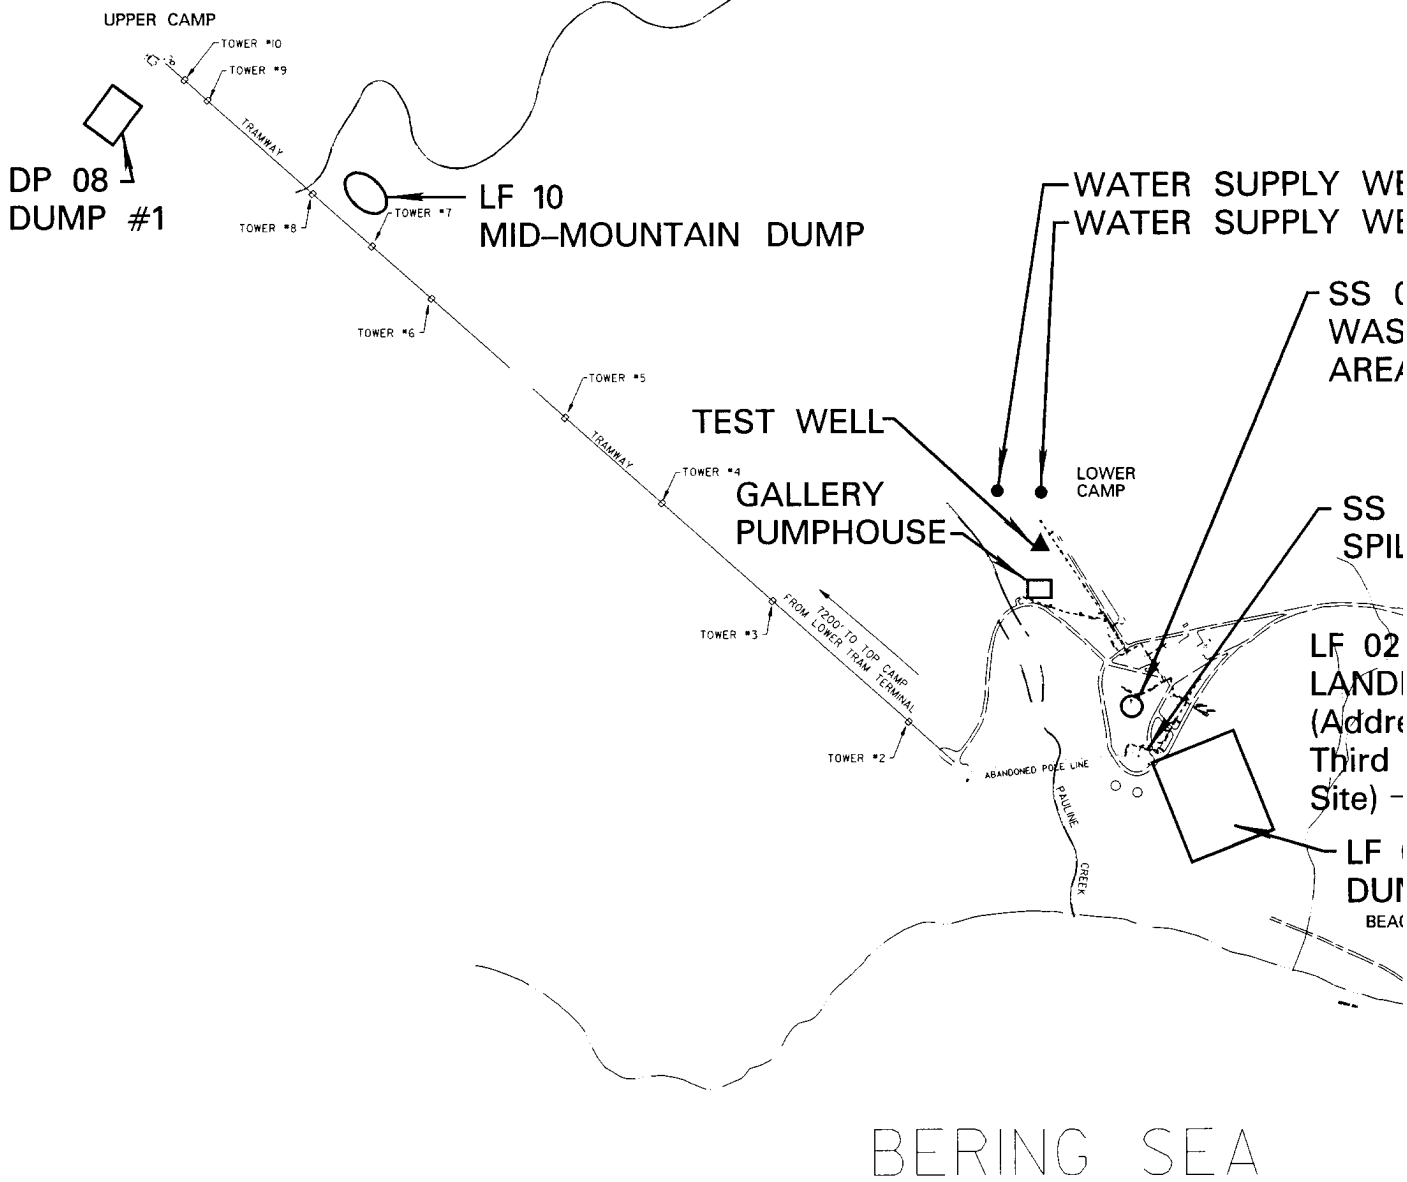 UPPER CAMP
TOWER #10
TOWER #9
TRAMWAY
DP 08
DUMP #1
LF 10
MID–MOUNTAIN DUMP
TOWER #7
TOWER #8
TOWER #6
WATER SUPPLY
WATER SUPPLY
SS
TOWER #5
TRAMWAY
TEST WELL
TOWER #4
GALLERY
PUMPHOUSE
LOWER
CAMP
SS
TOWER #3
7200' TO TOP CAMP
FROM LOWER TRAM TERMINAL
LF 02
Third
Site)
TOWER #2
ABANDONED POLE LINE
PAULINE
CREEK
LF
BERING SEA